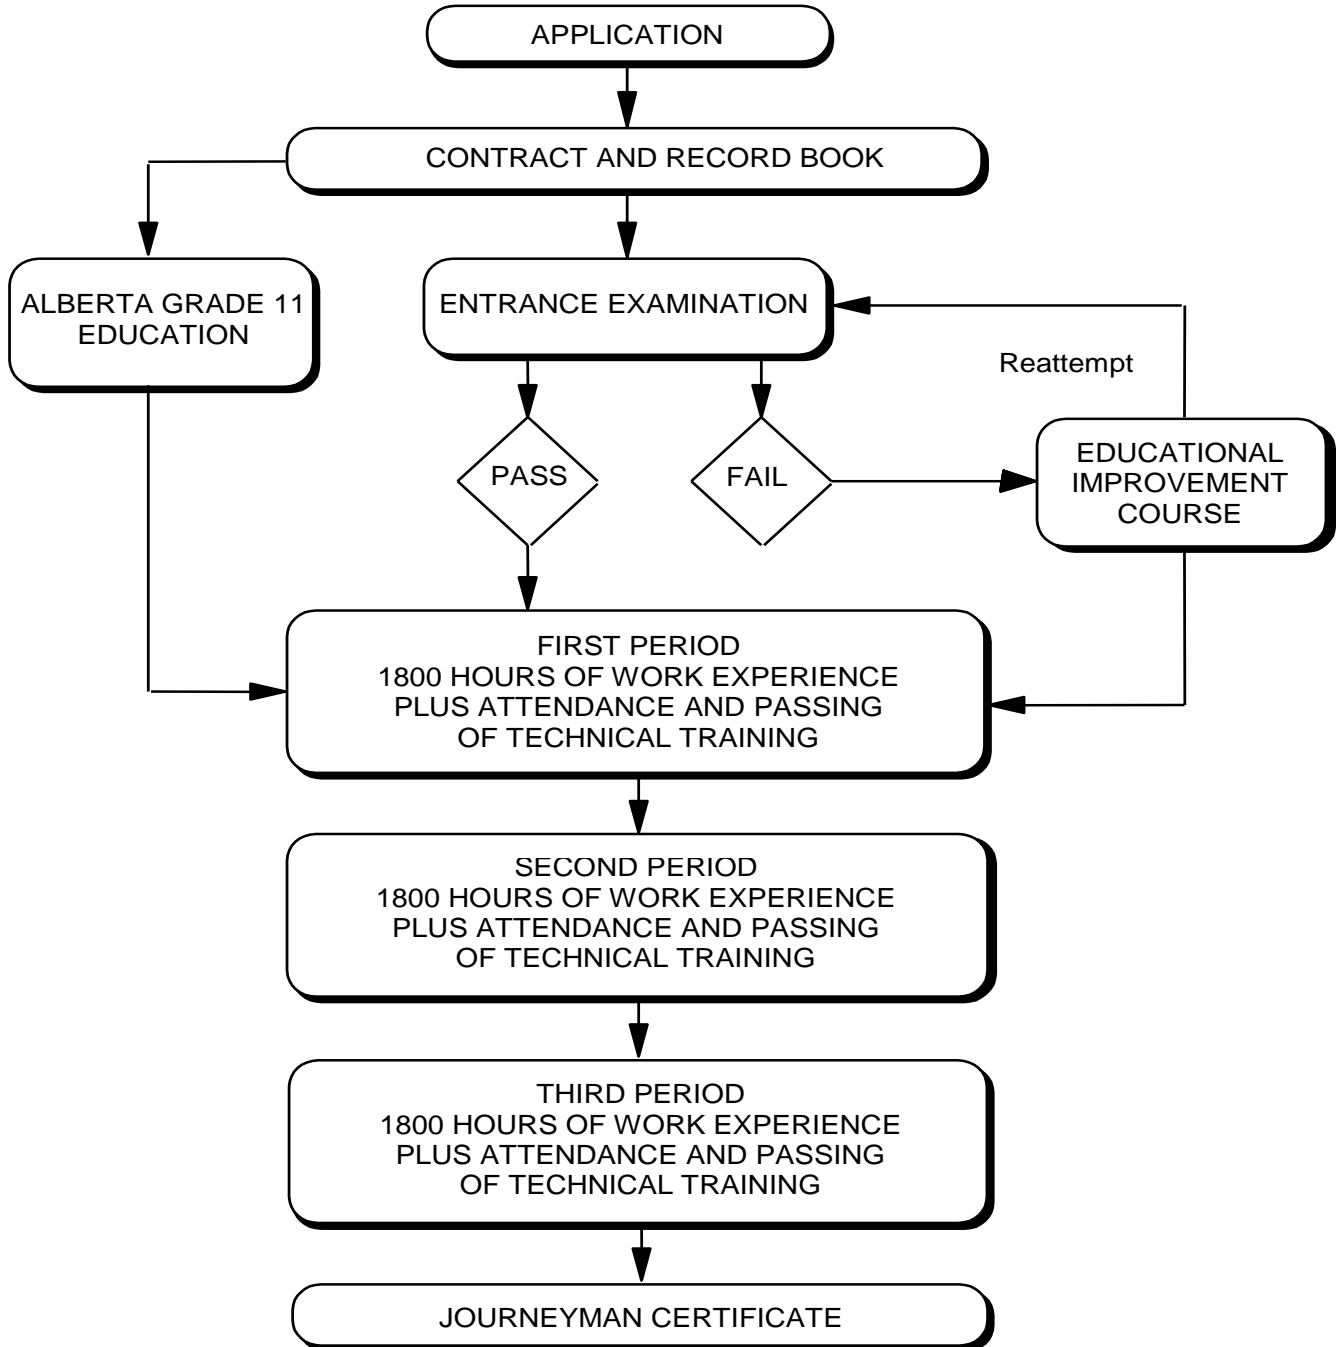 APPLICATION
CONTRACT AND RECORD BOOK
ALBERTA GRADE 11
EDUCATION
ENTRANCE EXAMINATION
Reattempt
PASS
FAIL
EDUCATIONAL
IMPROVEMENT
COURSE
FIRST PERIOD
1800 HOURS OF WORK EXPERIENCE
PLUS ATTENDANCE AND PASSING
OF TECHNICAL TRAINING
SECOND PERIOD
1800 HOURS OF WORK EXPERIENCE
PLUS ATTENDANCE AND PASSING
OF TECHNICAL TRAINING
THIRD PERIOD
1800 HOURS OF WORK EXPERIENCE
PLUS ATTENDANCE AND PASSING
OF TECHNICAL TRAINING
JOURNEYMAN CERTIFICATE